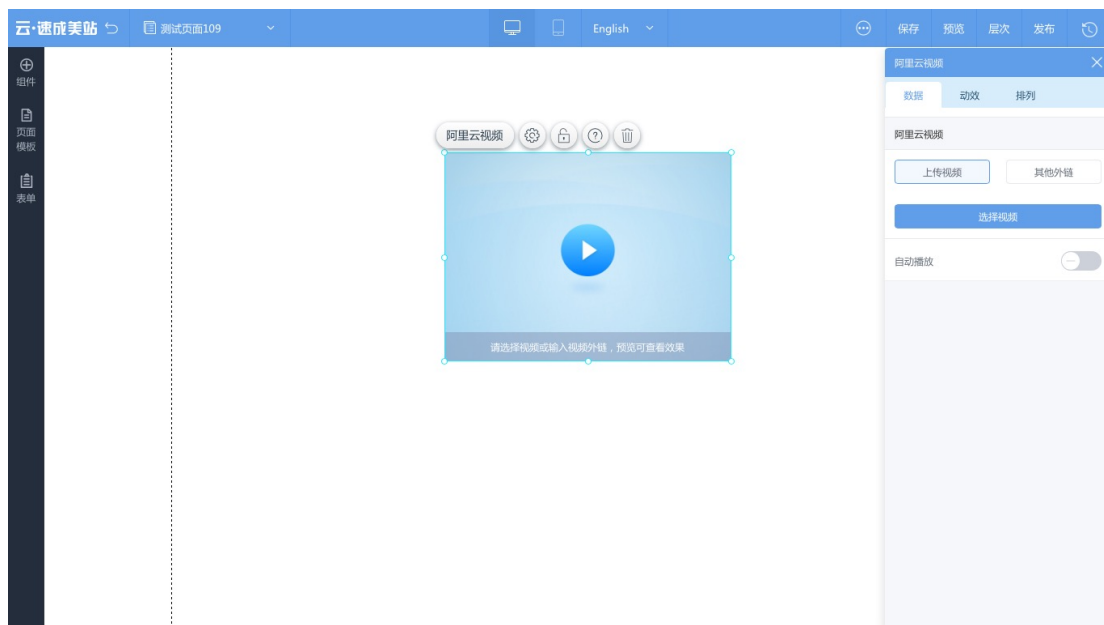 云·速成美站
测试页面109
English
保存
预览
层次
发布
组件
页面
模板
表单
阿里云视频
请选择视频或输入视频外链，预览可查看效果
阿里云视频
数据
动效
排列
阿里云视频
上传视频
其他外链
选择视频
自动播放